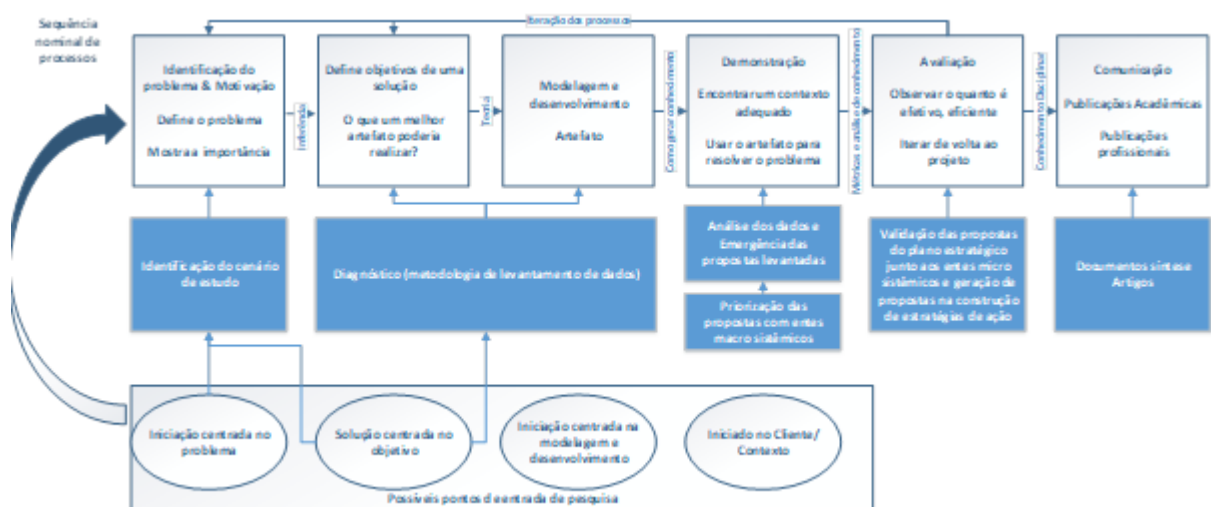 Sequência
nominal de
processos
Iteração dos processos
Identificação do
problema & Motivação
Define o problema
Mostra a importância
Inferência
Define objetivos de uma
solução
O que um melhor
artefato poderia
realizar?
Teoria
Modelagem e
desenvolvimento
Artefato
Como gerar conhecimento
Demonstração
Encontrar um contexto
adequado
Usar o artefato para
resolver o problema
Métricas e análise de conhecimento
Avaliação
Observar o quanto é
efetivo, eficiente
Iterar de volta ao
projeto
Conhecimento Disciplinar
Comunicação
Publicações Acadêmicas
Publicações
profissionais
Identificação do cenário
de estudo
Diagnóstico (metodologia de levantamento de dados)
Análise dos dados e
Emergência das
propostas levantadas
Priorização das
propostas com entes
macro sistêmicos
Validação das propostas
do plano estratégico
junto aos entes micro
sistêmicos e geração de
propostas na construção
de estratégias de ação
Documentos síntese
Artigos
Iniciação centrada no
problema
Solução centrada no
objetivo
Iniciação centrada na
modelagem e
desenvolvimento
Iniciado no Cliente/
Contexto
Possíveis pontos de entrada de pesquisa